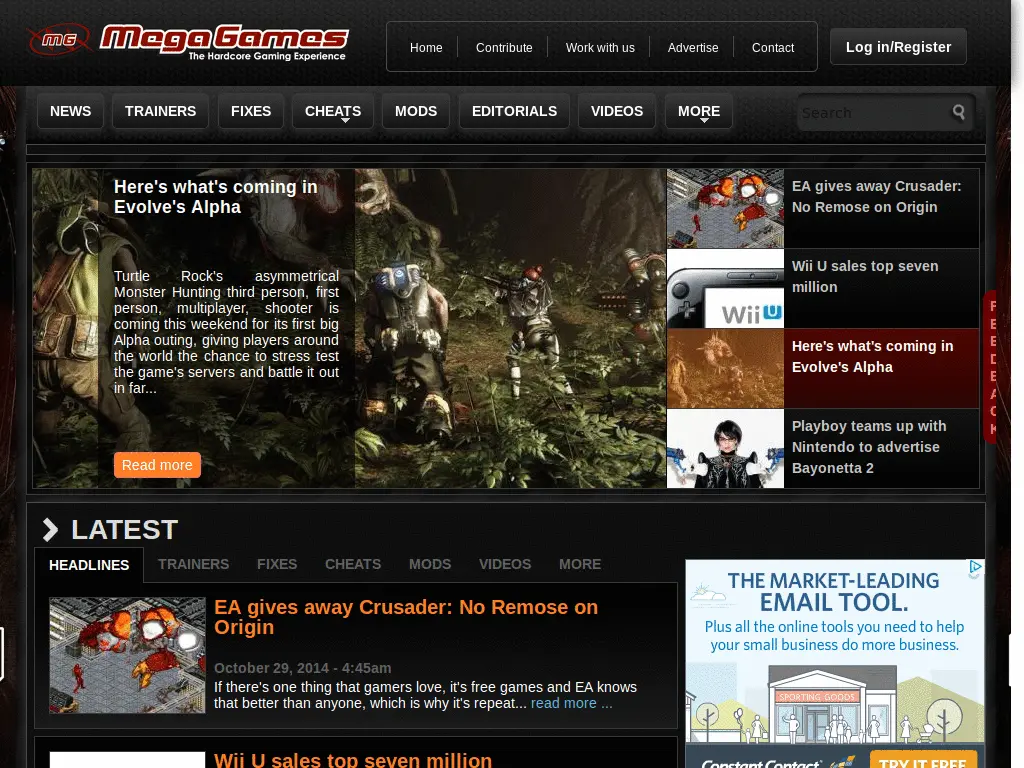 MG MegaGames
The Hardcore Gaming Experience
Home Contribute Work with us Advertise Contact
Log in/Register
NEWS TRAINERS FIXES CHEATS MODS EDITORIALS VIDEOS MORE
Search
Here's what's coming in
Evolve's Alpha
Turtle Rock's asymmetrical
Monster Hunting third person, first
person, multiplayer, shooter is
coming this weekend for its first big
Alpha outing, giving players around
the world the chance to stress test
the game's servers and battle it out
in far...
Read more
EA gives away Crusader:
No Remose on Origin
Wii U
Wii U sales top seven
million
Here's what's coming in
Evolve's Alpha
Playboy teams up with
Nintendo to advertise
Bayonetta 2
FEEDBACK
LATEST
HEADLINES TRAINERS FIXES CHEATS MODS VIDEOS MORE
EA gives away Crusader: No Remose on
Origin
October 29, 2014 - 4:45am
If there's one thing that gamers love, it's free games and EA knows
that better than anyone, which is why it's repeat... read more ...
Wii U sales top seven million
THE MARKET-LEADING
EMAIL TOOL.
Plus all the online tools you need to help
your small business do more business.
SPORTING GOODS
Constant Contact
TRY IT FREE